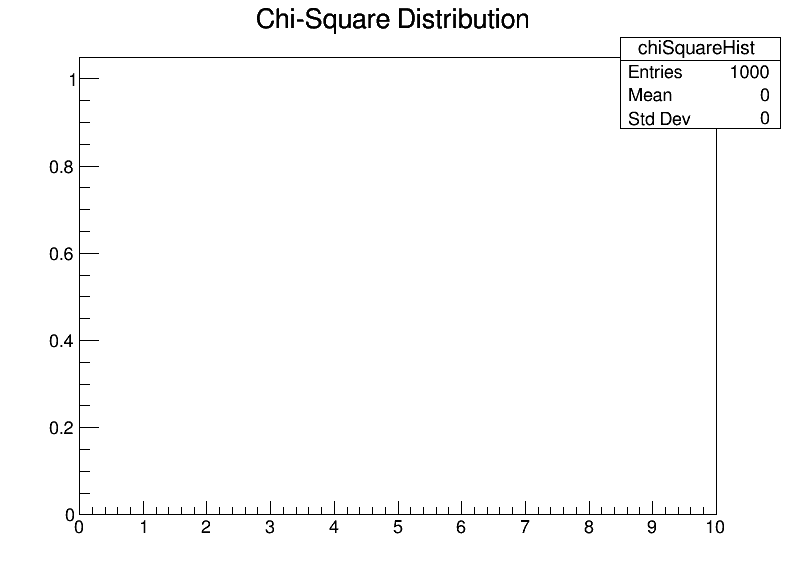 Chi-Square Distribution
chiSquareHist
Entries 1000
Mean 0
Std Dev 0
1
0.8
0.6
0.4
0.2
0
0 1 2 3 4 5 6 7 8 9 10